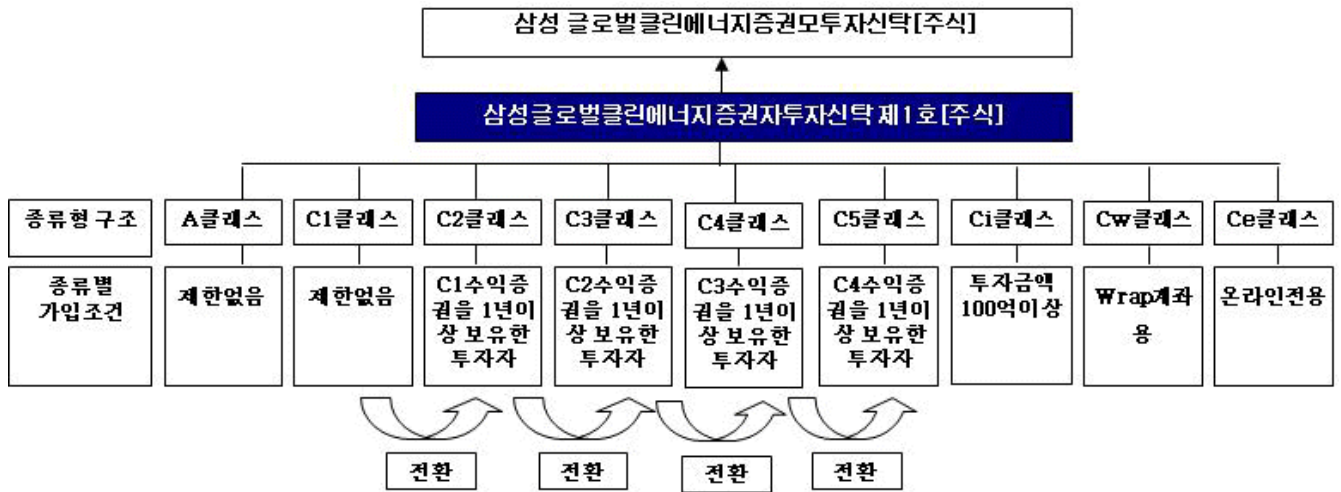 삼성 글로벌클린에너지증권모투자신탁[주식]
삼성글로벌클린에너지증권자투자신탁 제1호[주식]
종류형 구조
A클래스
C1클래스
C2클래스
C3클래스
C4클래스
C5클래스
Ci클래스
Cw클래스
Ce클래스
종류별
가입조건
제한없음
제한없음
C1수익증
권을 1년이
상 보유한
투자자
C2수익증
권을 1년이
상 보유한
투자자
C3수익증
권을 1년이
상 보유한
투자자
C4수익증
권을 1년이
상 보유한
투자자
투자금액
100억이상
Wrap계좌
용
온라인전용
전환
전환
전환
전환